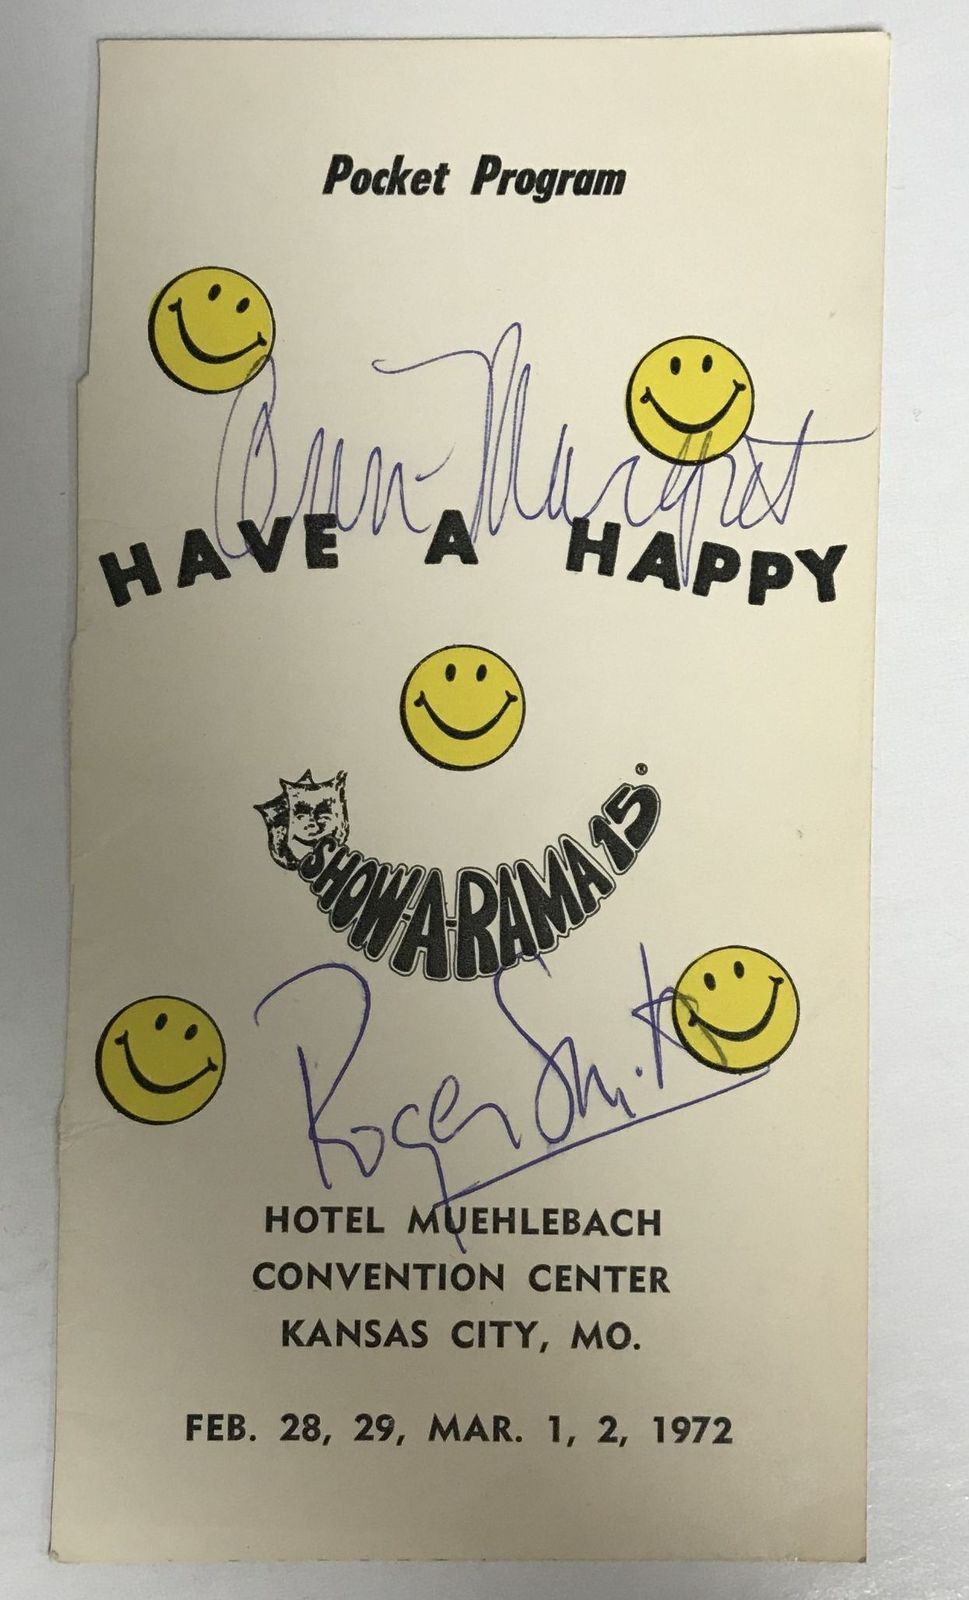 Pocket Program
Ann-Margret
HAVE A HAPPY
SHOW-A-RAMA 15®
Roger Smith
HOTEL MUEHLEBACH
CONVENTION CENTER
KANSAS CITY, MO.
FEB. 28, 29, MAR. 1, 2, 1972